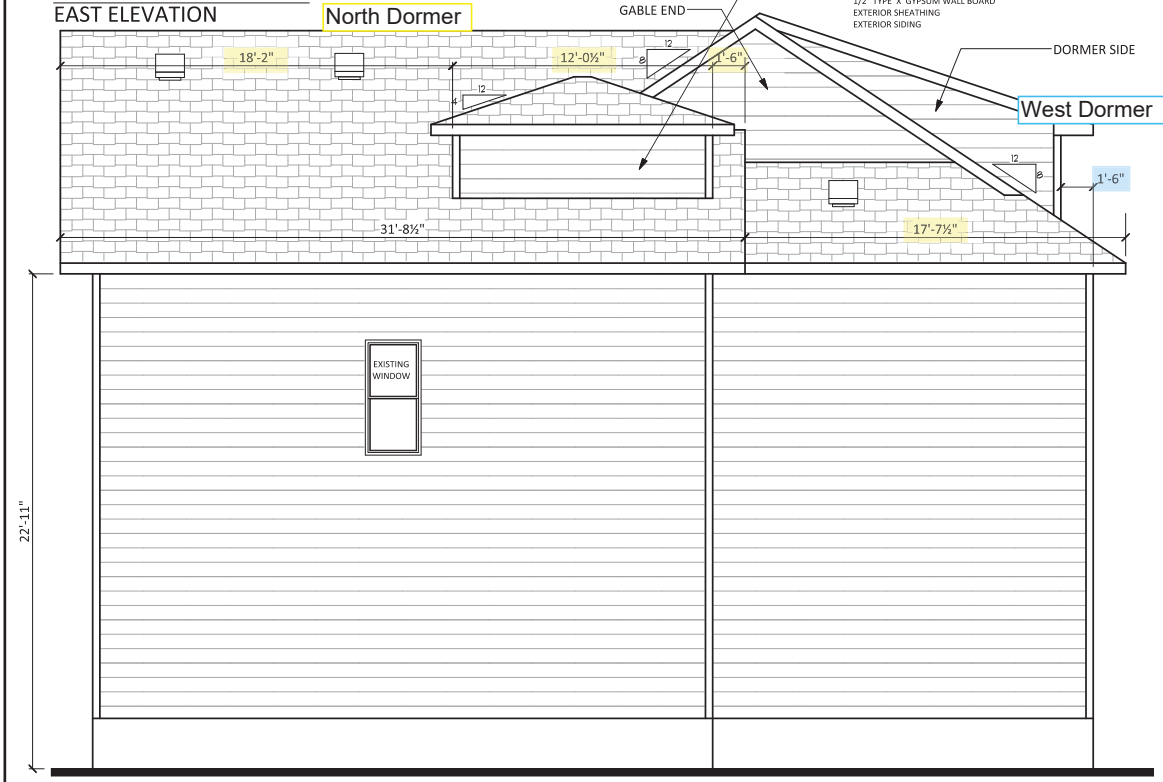 1/2" TYPE 'X' GYPSUM WALL BOARD
EXTERIOR SHEATHING
EXTERIOR SIDING
EAST ELEVATION
North Dormer
GABLE END
DORMER SIDE
West Dormer
18'-2"
12'-0½"
12
8
1'-6"
12
4
12
8
1'-6"
31'-8½"
17'-7½"
EXISTING
WINDOW
22'-11"